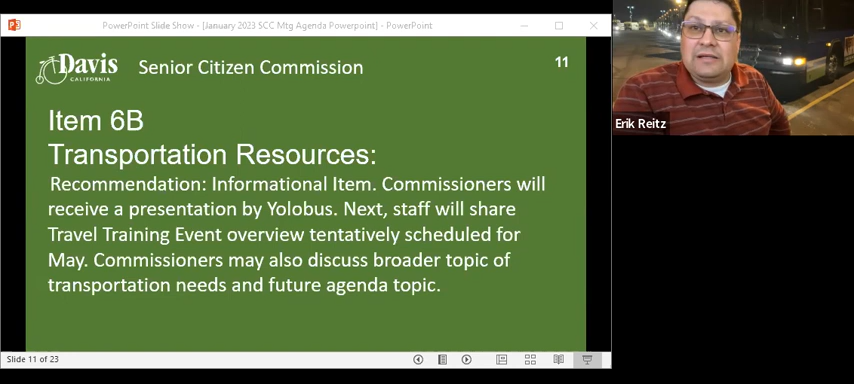 PowerPoint Slide Show - [January 2023 SCC Mtg Agenda Powerpoint] - PowerPoint
Davis
CALIFORNIA
Senior Citizen Commission
11
Item 6B
Transportation Resources:
Recommendation: Informational Item. Commissioners will
receive a presentation by Yolobus. Next, staff will share
Travel Training Event overview tentatively scheduled for
May. Commissioners may also discuss broader topic of
transportation needs and future agenda topic.
Slide 11 of 23
Erik Reitz